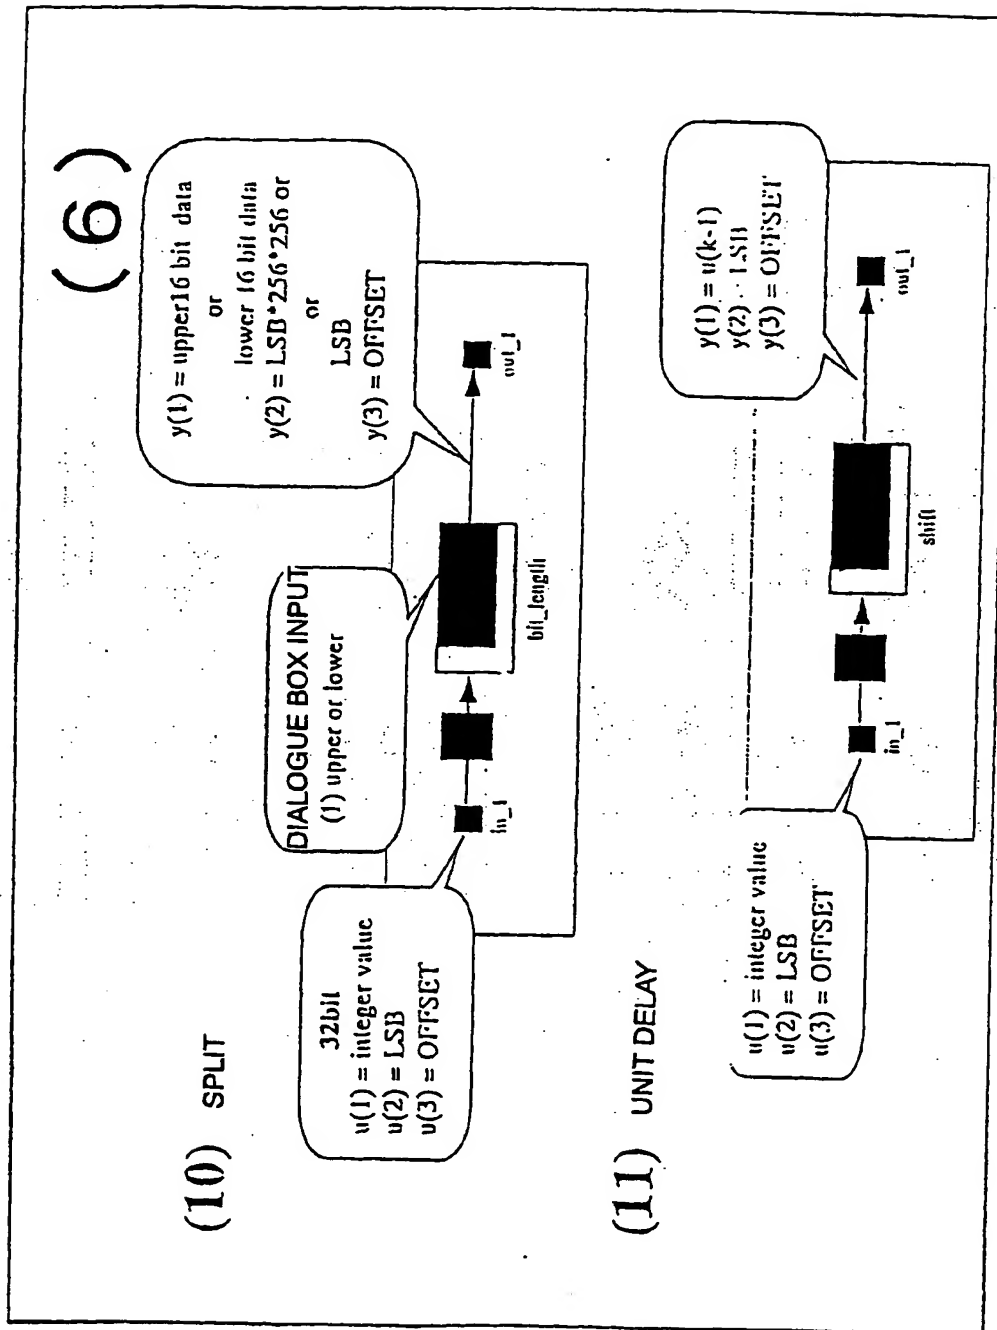 (6)
(10) SPLIT
32bit
u(1) = integer value
u(2) = LSB
u(3) = OFFSET
DIALOGUE BOX INPUT
(1) upper or lower
y(1) = upper16 bit data
or
lower 16 bit data
y(2) = LSB*256*256 or
or
LSB
y(3) = OFFSET
in_1
bit_length
out_1
(11) UNIT DELAY
u(1) = integer value
u(2) = LSB
u(3) = OFFSET
y(1) = u(k-1)
y(2) = LSB
y(3) = OFFSET
in_1
shift
out_1